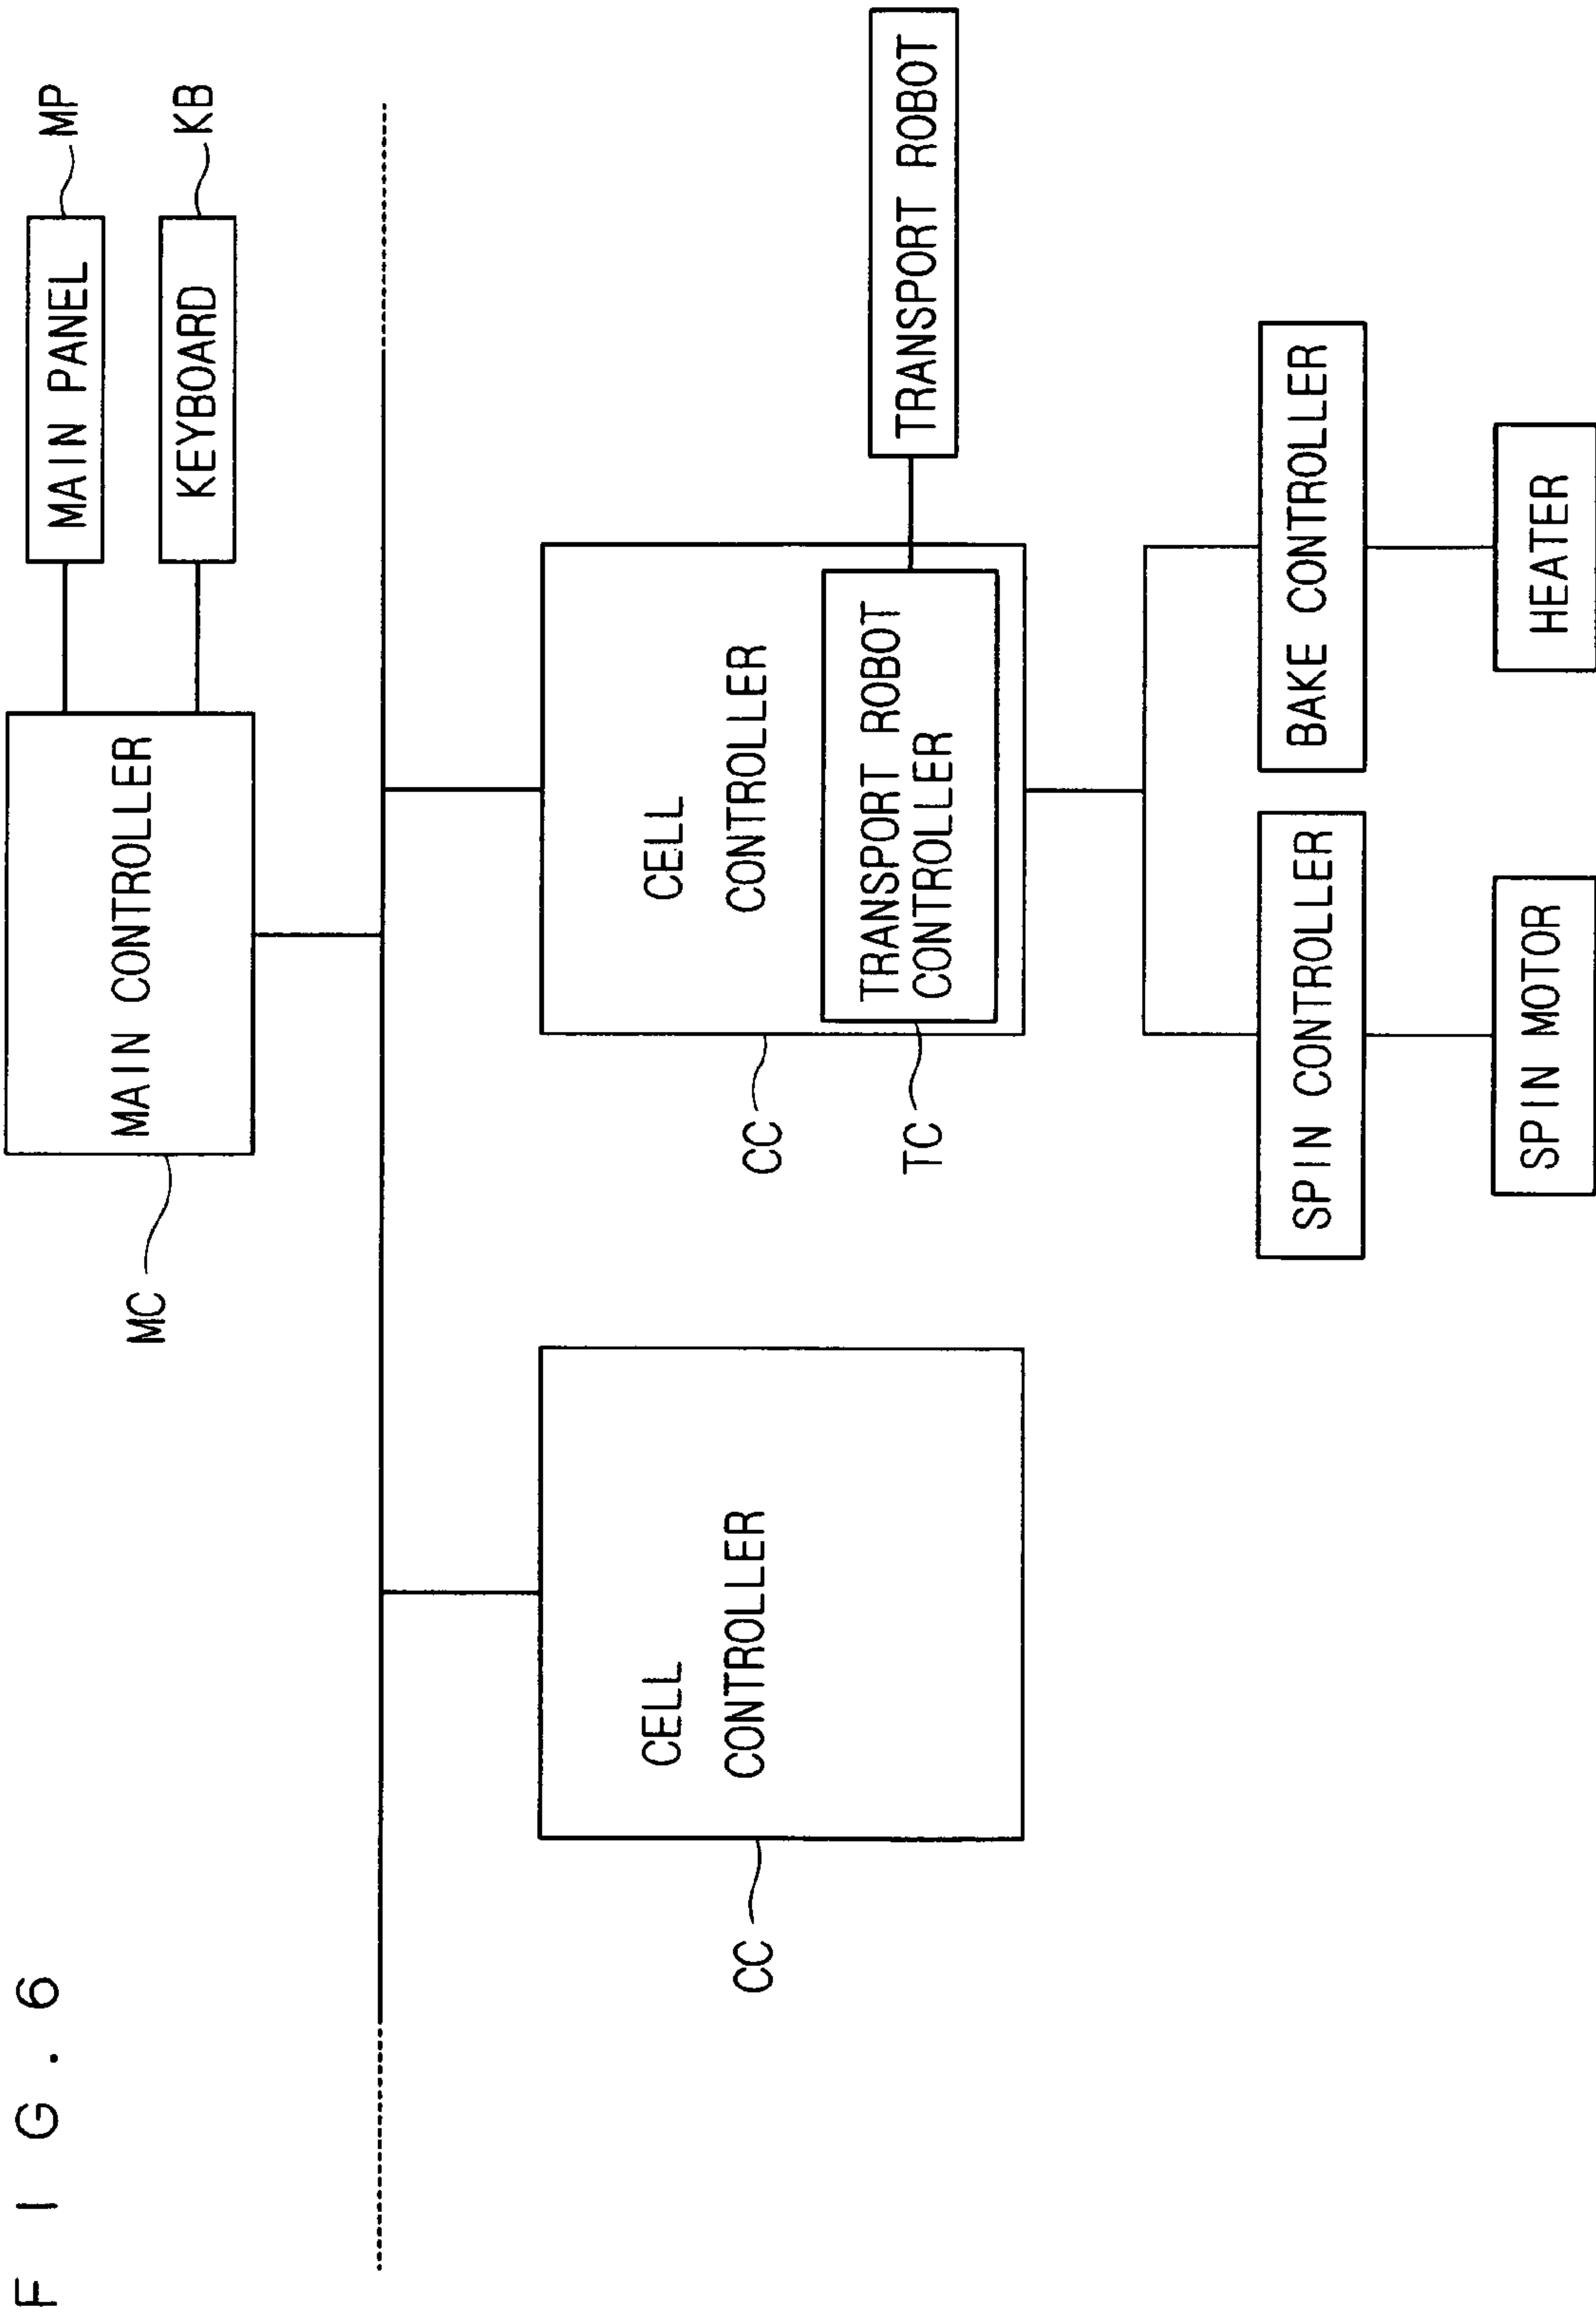 F I G . 6
MAIN CONTROLLER
MC
MAIN PANEL
MP
KEYBOARD
KB
CELL
CONTROLLER
CC
CELL
CONTROLLER
CC
TRANSPORT ROBOT
CONTROLLER
TC
TRANSPORT ROBOT
SPIN CONTROLLER
BAKE CONTROLLER
SPIN MOTOR
HEATER